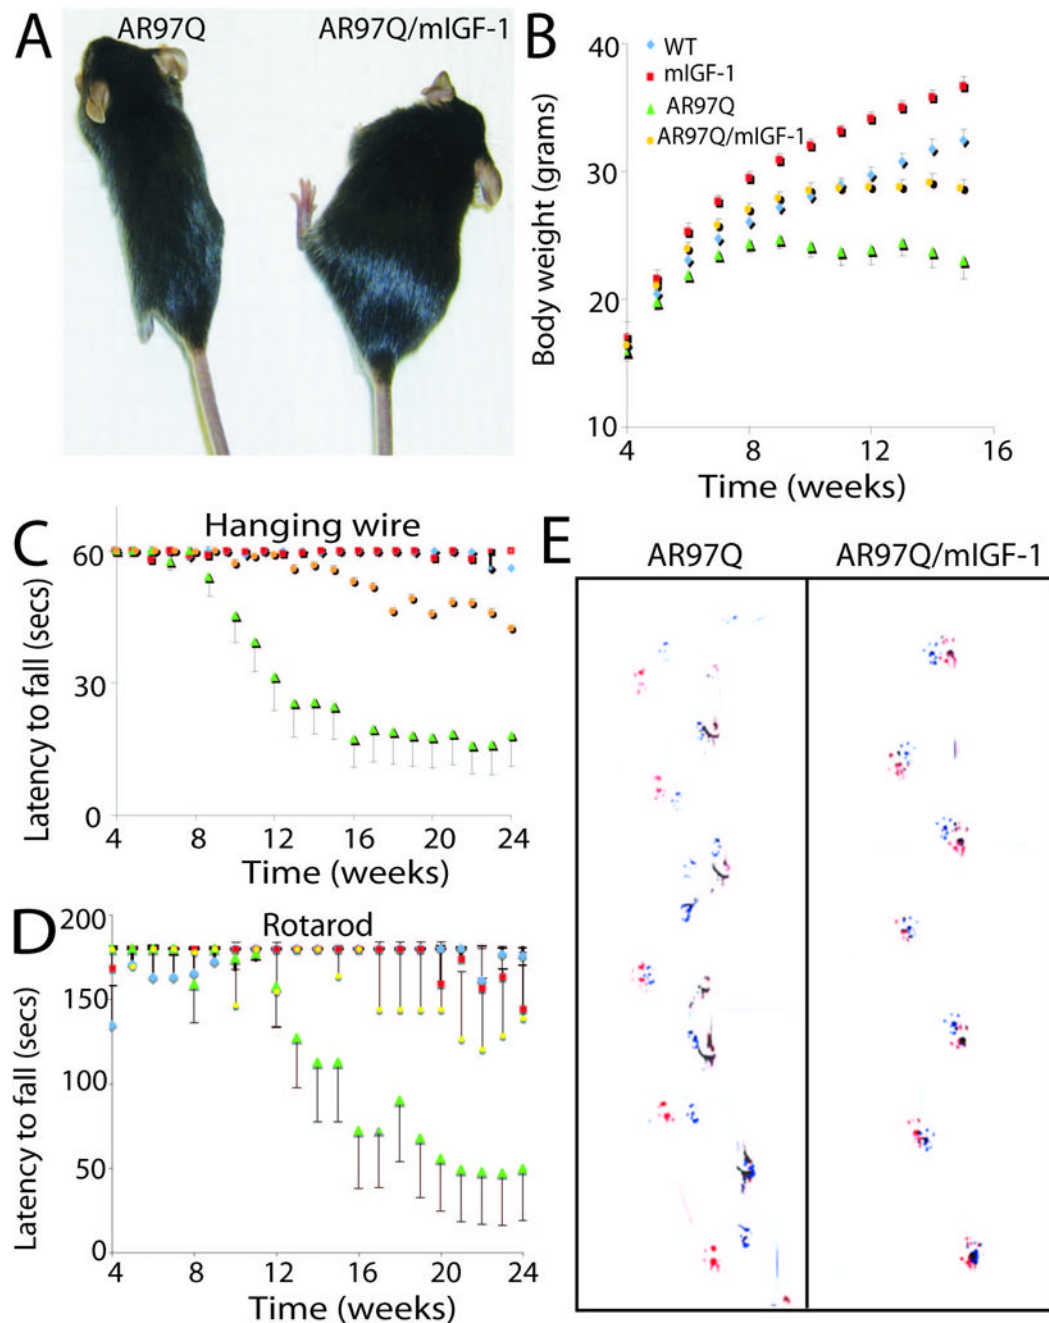 A
AR97Q
AR97Q/mIGF-1
B
40
30
20
10
Body weight (grams)
WT
mIGF-1
AR97Q
AR97Q/mIGF-1
4
8
12
16
Time (weeks)
C
Hanging wire
60
30
0
Latency to fall (secs)
4
8
12
16
20
24
Time (weeks)
D
Rotarod
200
150
100
50
0
Latency to fall (secs)
4
8
12
16
20
24
Time (weeks)
E
AR97Q
AR97Q/mIGF-1